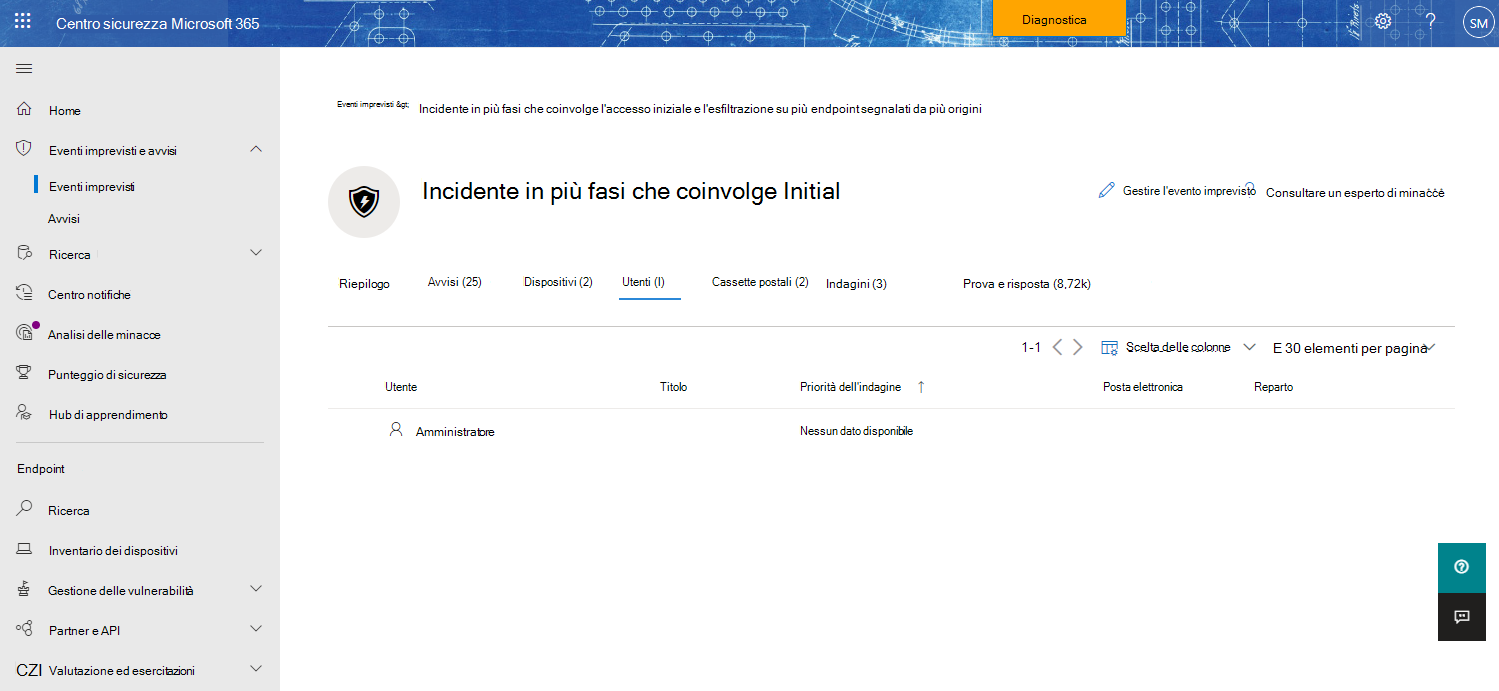 Centro sicurezza Microsoft 365
Diagnostica
?
SM
Home
Eventi imprevisti e avvisi
Eventi imprevisti
Avvisi
Ricerca
Centro notifiche
Analisi delle minacce
Punteggio di sicurezza
Hub di apprendimento
Endpoint
Ricerca
Inventario dei dispositivi
Gestione delle vulnerabilità
Partner e API
CZI Valutazione ed esercitazioni
Eventi imprevisti &gt; Incidente in più fasi che coinvolge l'accesso iniziale e l'esfiltrazione su più endpoint segnalati da più origini
Incidente in più fasi che coinvolge Initial
Gestire l'evento imprevisto
Consultare un esperto di minacce
Riepilogo Avvisi (25) Dispositivi (2) Utenti (I) Cassette postali (2) Indagini (3) Prova e risposta (8,72k)
1-1 Scelta delle colonne E 30 elementi per pagina
Utente Titolo Priorità dell'indagine ↑ Posta elettronica Reparto
Amministratore Nessun dato disponibile